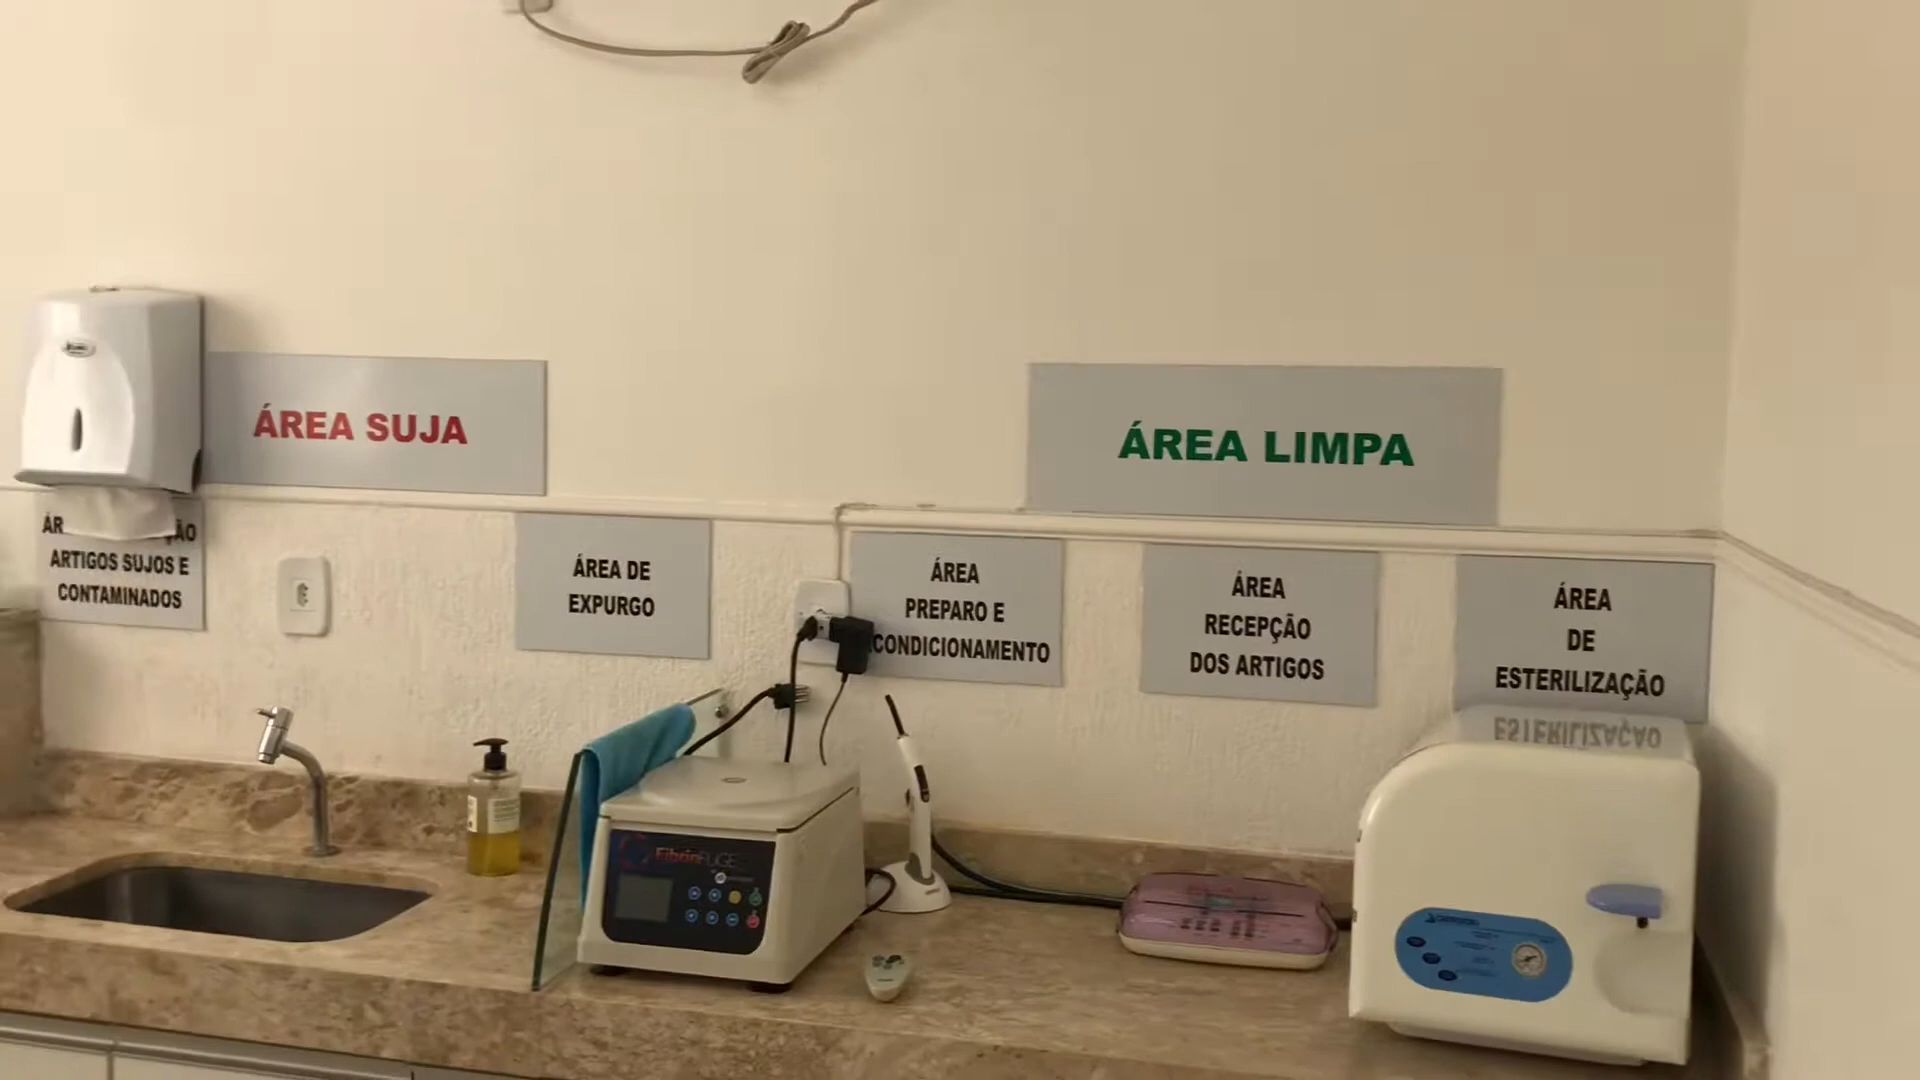 ÁREA SUJA
ÁREA LIMPA
ARTIGOS SUJOS E
CONTAMINADOS
ÁREA DE
EXPURGO
ÁREA
PREPARO E
CONDICIONAMENTO
ÁREA
RECEPÇÃO
DOS ARTIGOS
ÁREA
DE
ESTERILIZAÇÃO
FibrinFUGE